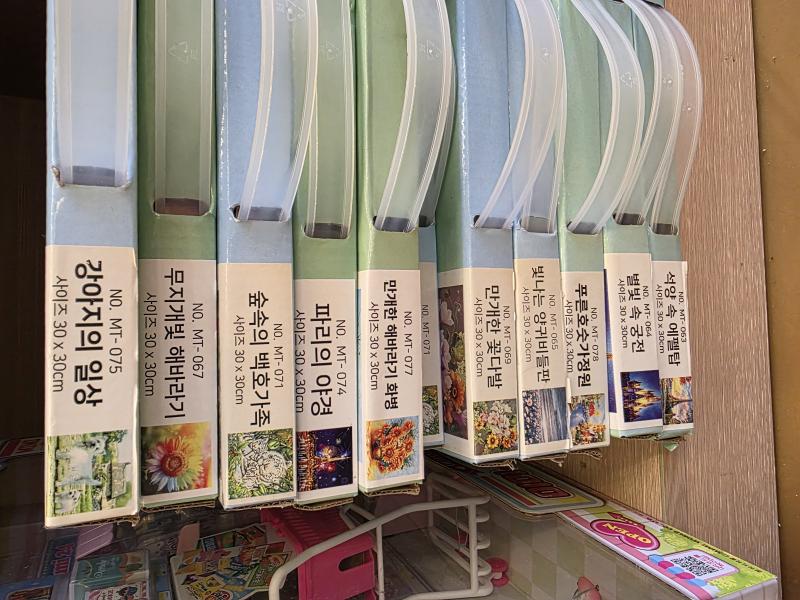 NO. MT- 075
강아지의 일상
사이즈 30 x 30cm
NO. MT- 067
무지개빛 해바라기
사이즈 30 x 30cm
NO. MT- 071
숲속의 백호가족
사이즈 30 x 30cm
NO. MT- 074
파리의 야경
사이즈 30 x 30cm
NO. MT- 077
만개한 해바라기 화병
사이즈 30 x 30cm
NO. MT- 071
NO. MT- 069
만개한 꽃다발
사이즈 30 x 30cm
NO. MT- 065
빛나는 안개바들판
사이즈 30 x 30cm
NO. MT- 078
푸른호숫가정원
사이즈 30 x 30cm
NO. MT- 064
별빛 속 궁전
사이즈 30 x 30cm
NO. MT- 063
석양 속 에펠탑
사이즈 30 x 30cm
OPEN